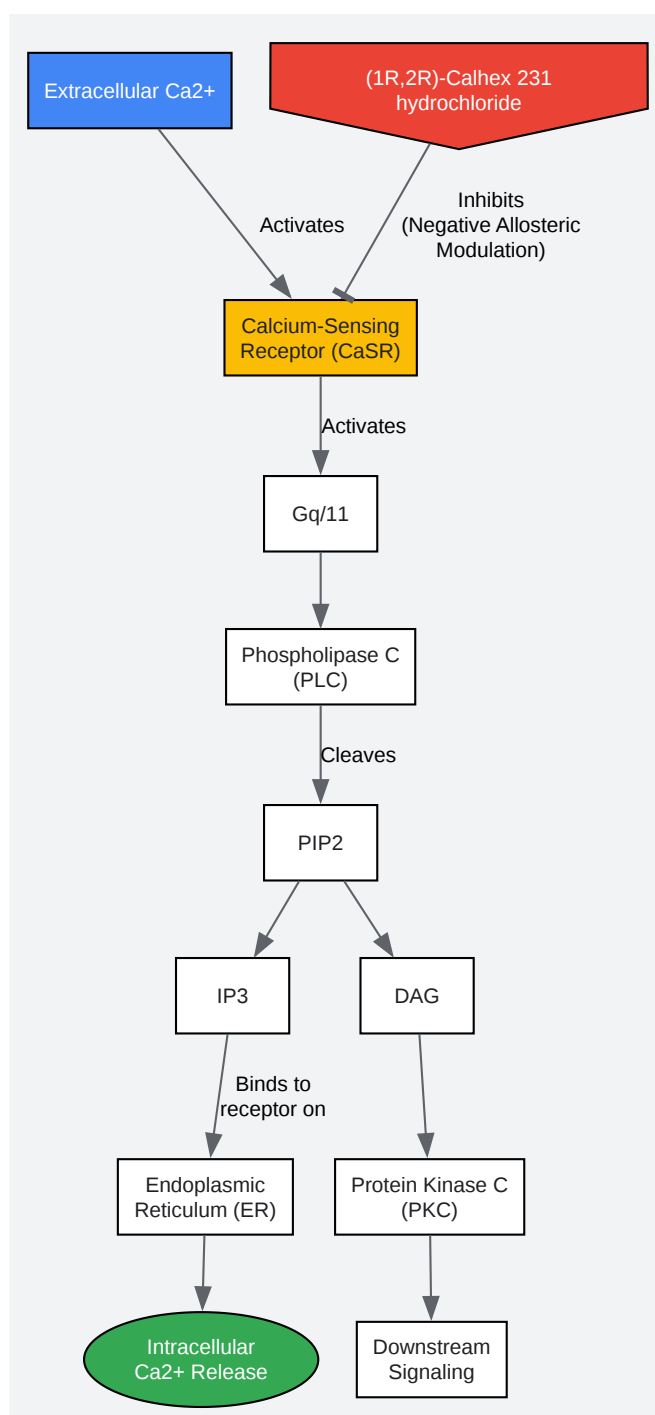 Extracellular Ca2+
(1R,2R)-Calhex 231
hydrochloride
Activates
Inhibits
(Negative Allosteric
Modulation)
Calcium-Sensing
Receptor (CaSR)
Activates
Gq/11
Phospholipase C
(PLC)
Cleaves
PIP2
IP3
DAG
Binds to
receptor on
Endoplasmic
Reticulum (ER)
Protein Kinase C
(PKC)
Intracellular
Ca2+ Release
Downstream
Signaling